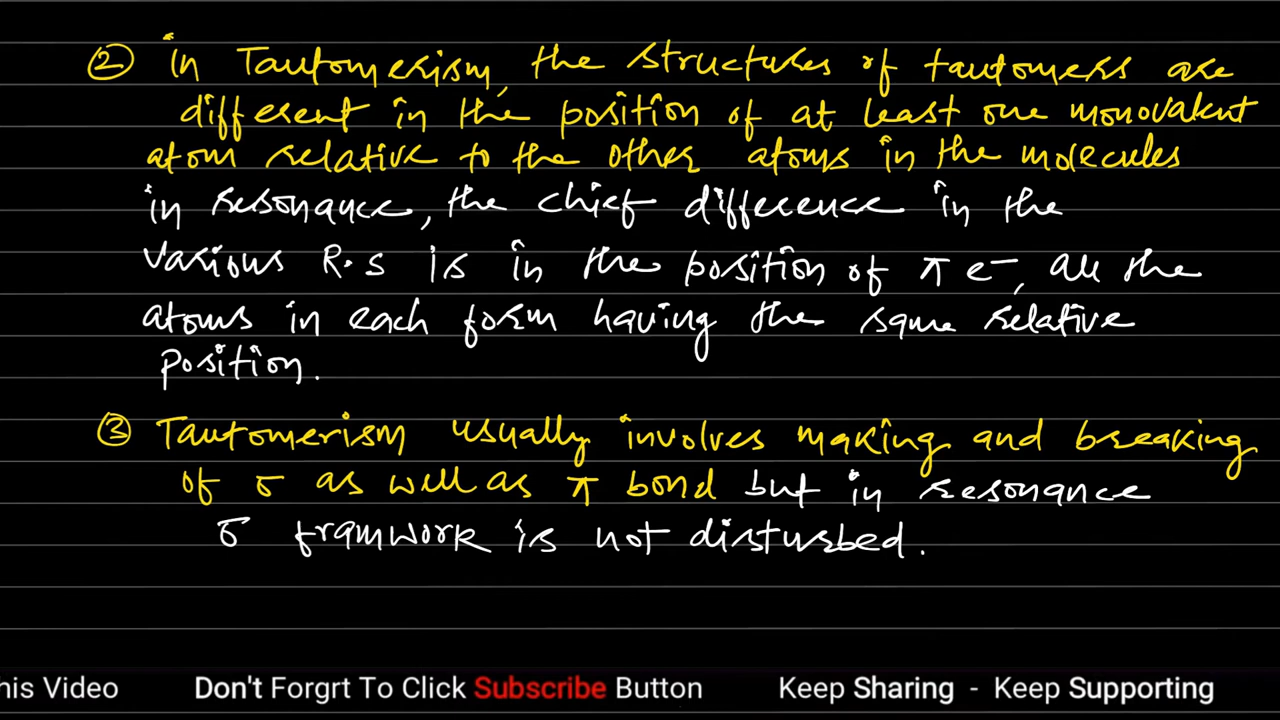 ② in Tautomerism, the structures of tautomers are
different in the position of at least one monovalent
atom relative to the other atoms in the molecules
in resonance, the chief difference in the
various R.S is in the position of π e⁻, all the
atoms in each form having the same relative
position.
③ Tautomerism usually involves making and breaking
of σ as well as π bond but in resonance
σ framwork is not disturbed.
his Video Don't Forgrt To Click Subscribe Button Keep Sharing - Keep Supporting